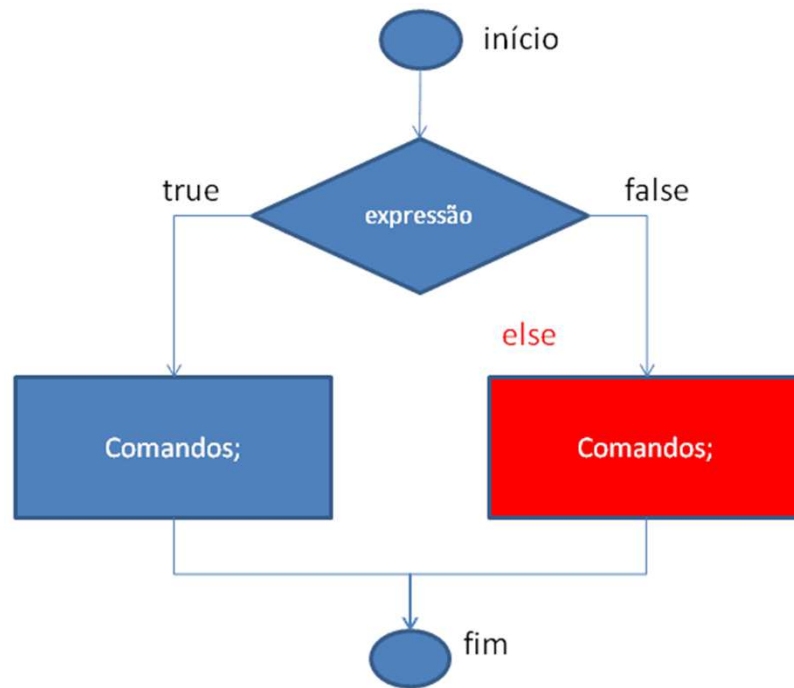 início
true
false
expressão
else
Comandos;
Comandos;
fim